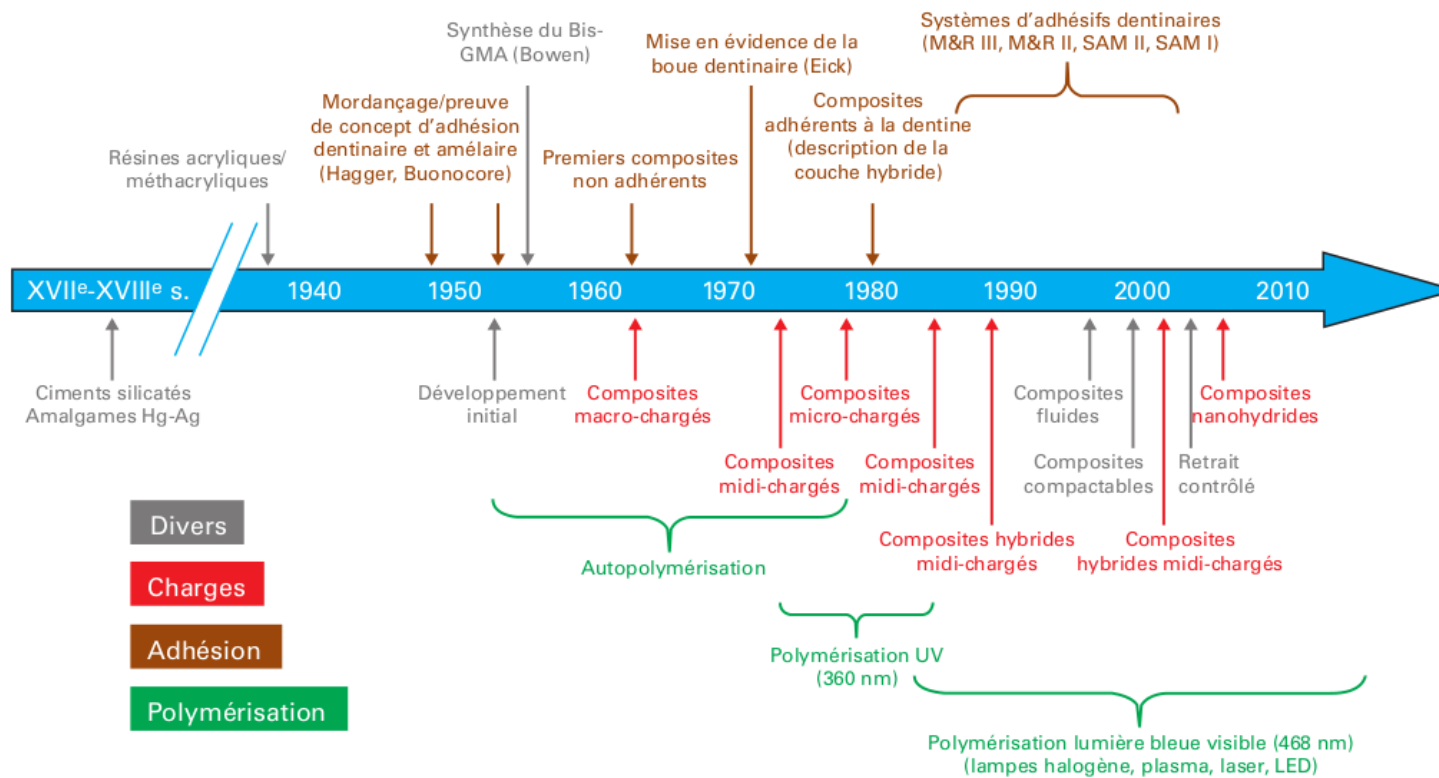 Résines acryliques/
méthacryliques
Mordançage/preuve
de concept d'adhésion
dentinaire et amélaire
(Hagger, Buonocore)
Synthèse du Bis-
GMA (Bowen)
Premiers composites
non adhérents
Mise en évidence de la
boue dentinaire (Eick)
Composites
adhérents à la dentine
(description de la
couche hybride)
Systèmes d'adhésifs dentinaires
(M&R III, M&R II, SAM II, SAM I)
XVIIe-XVIIIe s.
1940
1950
1960
1970
1980
1990
2000
2010
Ciments silicatés
Amalgames Hg-Ag
Développement
initial
Composites
macro-chargés
Composites
midi-chargés
Composites
micro-chargés
Composites
midi-chargés
Composites hybrides
midi-chargés
Composites
fluides
Composites
compactables
Composites
hybrides midi-chargés
Retrait
contrôlé
Composites
nanohydrides
Autopolymérisation
Polymérisation UV
(360 nm)
Polymérisation lumière bleue visible (468 nm)
(lampes halogène, plasma, laser, LED)
Divers
Charges
Adhésion
Polymérisation